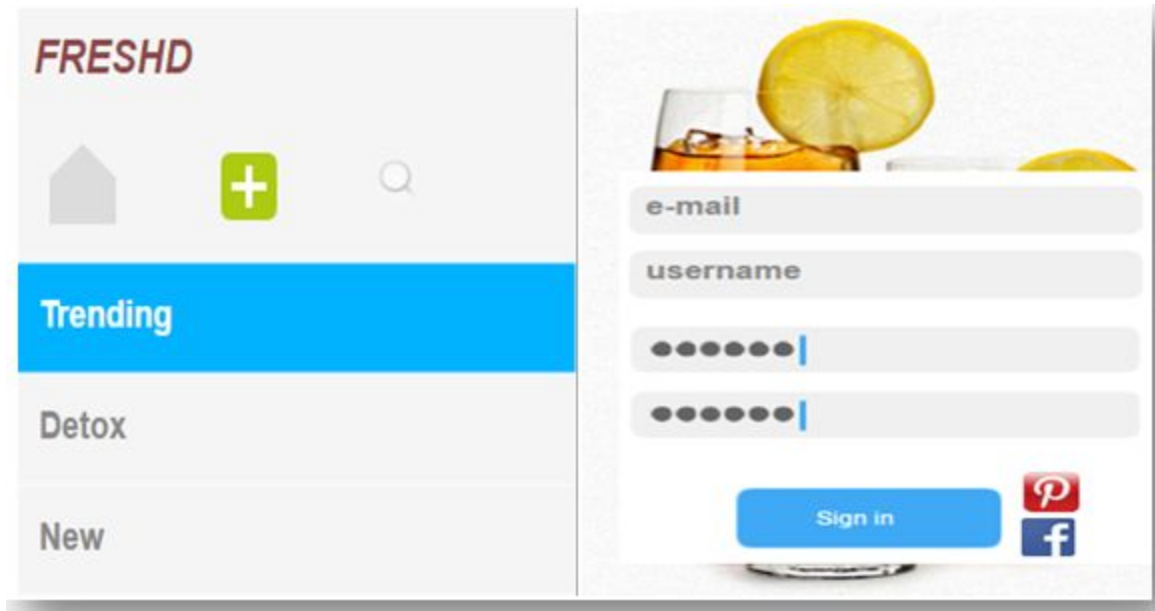 FRESHD
Trending
Detox
New
e-mail
username
Sign in